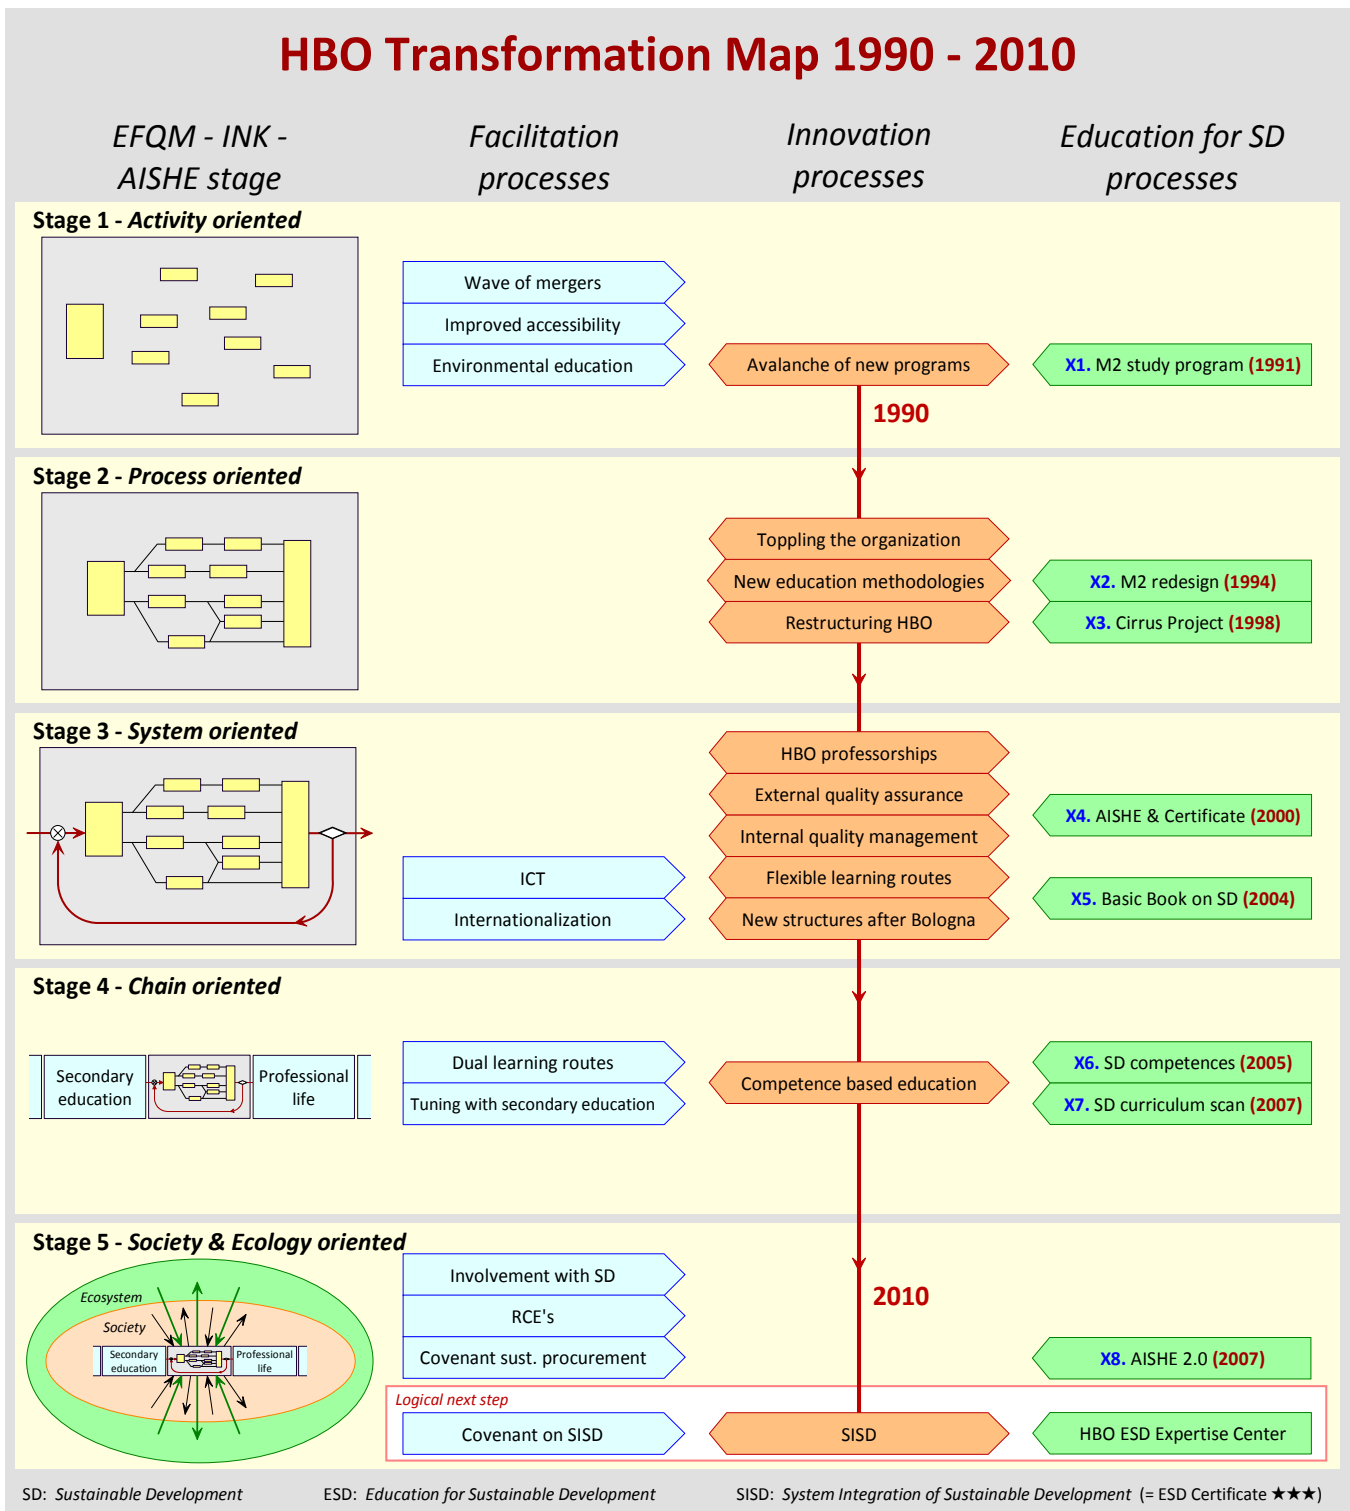 HBO Transformation Map 1990 - 2010
EFQM - INK -
AISHE stage
Facilitation
processes
Innovation
processes
Education for SD
processes
Stage 1 - Activity oriented
Wave of mergers
Improved accessibility
Environmental education
Avalanche of new programs
X1. M2 study program (1991)
1990
Stage 2 - Process oriented
Toppling the organization
New education methodologies
Restructuring HBO
X2. M2 redesign (1994)
X3. Cirrus Project (1998)
Stage 3 - System oriented
ICT
Internationalization
HBO professorships
External quality assurance
Internal quality management
Flexible learning routes
New structures after Bologna
X4. AISHE & Certificate (2000)
X5. Basic Book on SD (2004)
Stage 4 - Chain oriented
Secondary
education
Professional
life
Dual learning routes
Tuning with secondary education
Competence based education
X6. SD competences (2005)
X7. SD curriculum scan (2007)
Stage 5 - Society & Ecology oriented
Ecosystem
Society
Secondary
education
Professional
life
Involvement with SD
RCE's
Covenant sust. procurement
2010
X8. AISHE 2.0 (2007)
Logical next step
Covenant on SISD
SISD
HBO ESD Expertise Center
SD: Sustainable Development
ESD: Education for Sustainable Development
SISD: System Integration of Sustainable Development (= ESD Certificate ★★★)